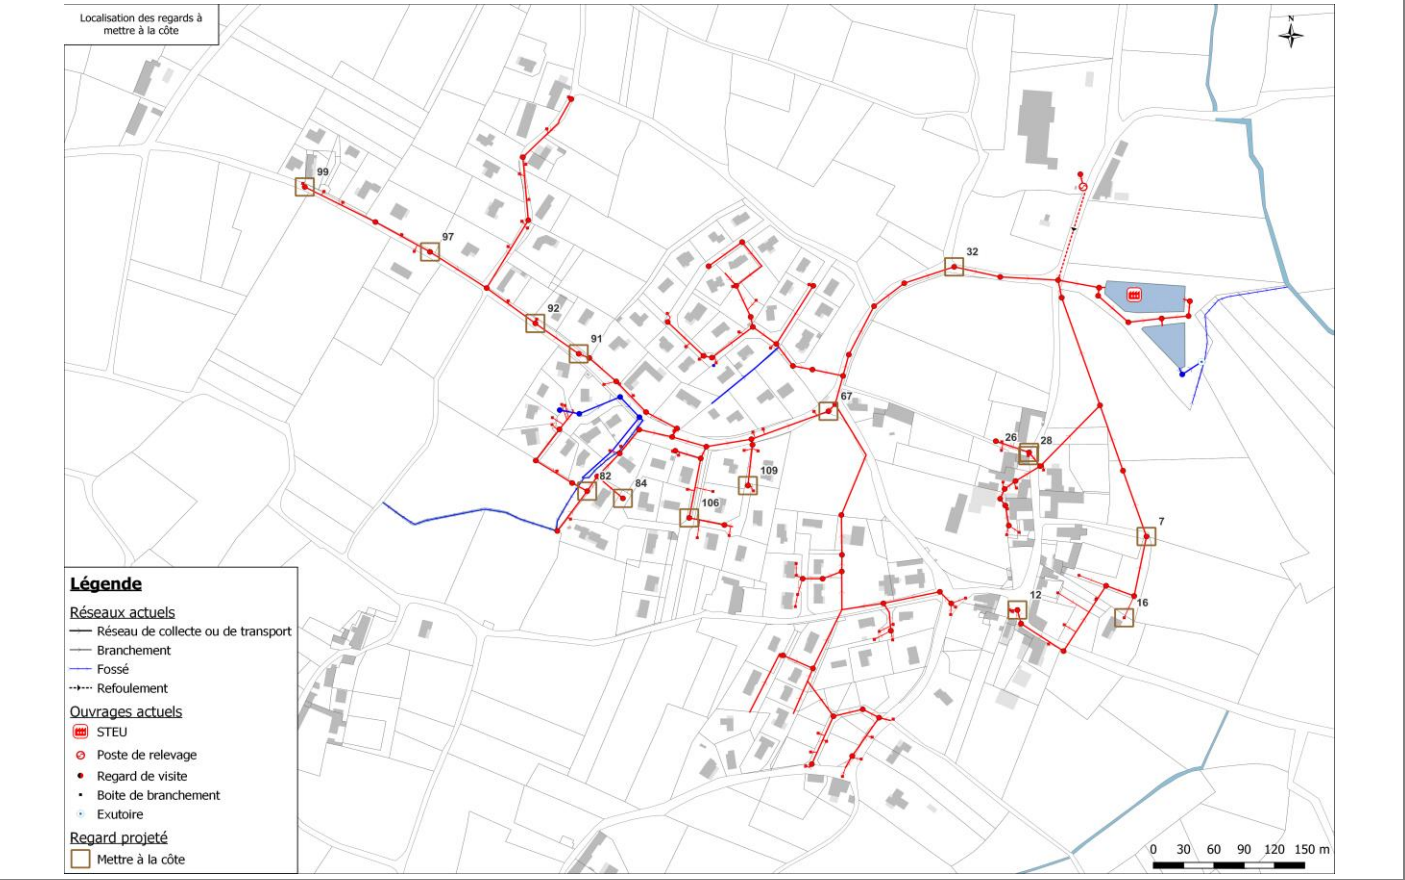 Localisation des regards à
mettre à la côte
N
99
97
32
92
91
67
26
28
82
84
109
106
7
12
16
Légende
Réseaux actuels
Réseau de collecte ou de transport
Branchement
Fossé
Refoulement
Ouvrages actuels
STEU
Poste de relevage
Regard de visite
Boite de branchement
Exutoire
Regard projeté
Mettre à la côte
0 30 60 90 120 150 m